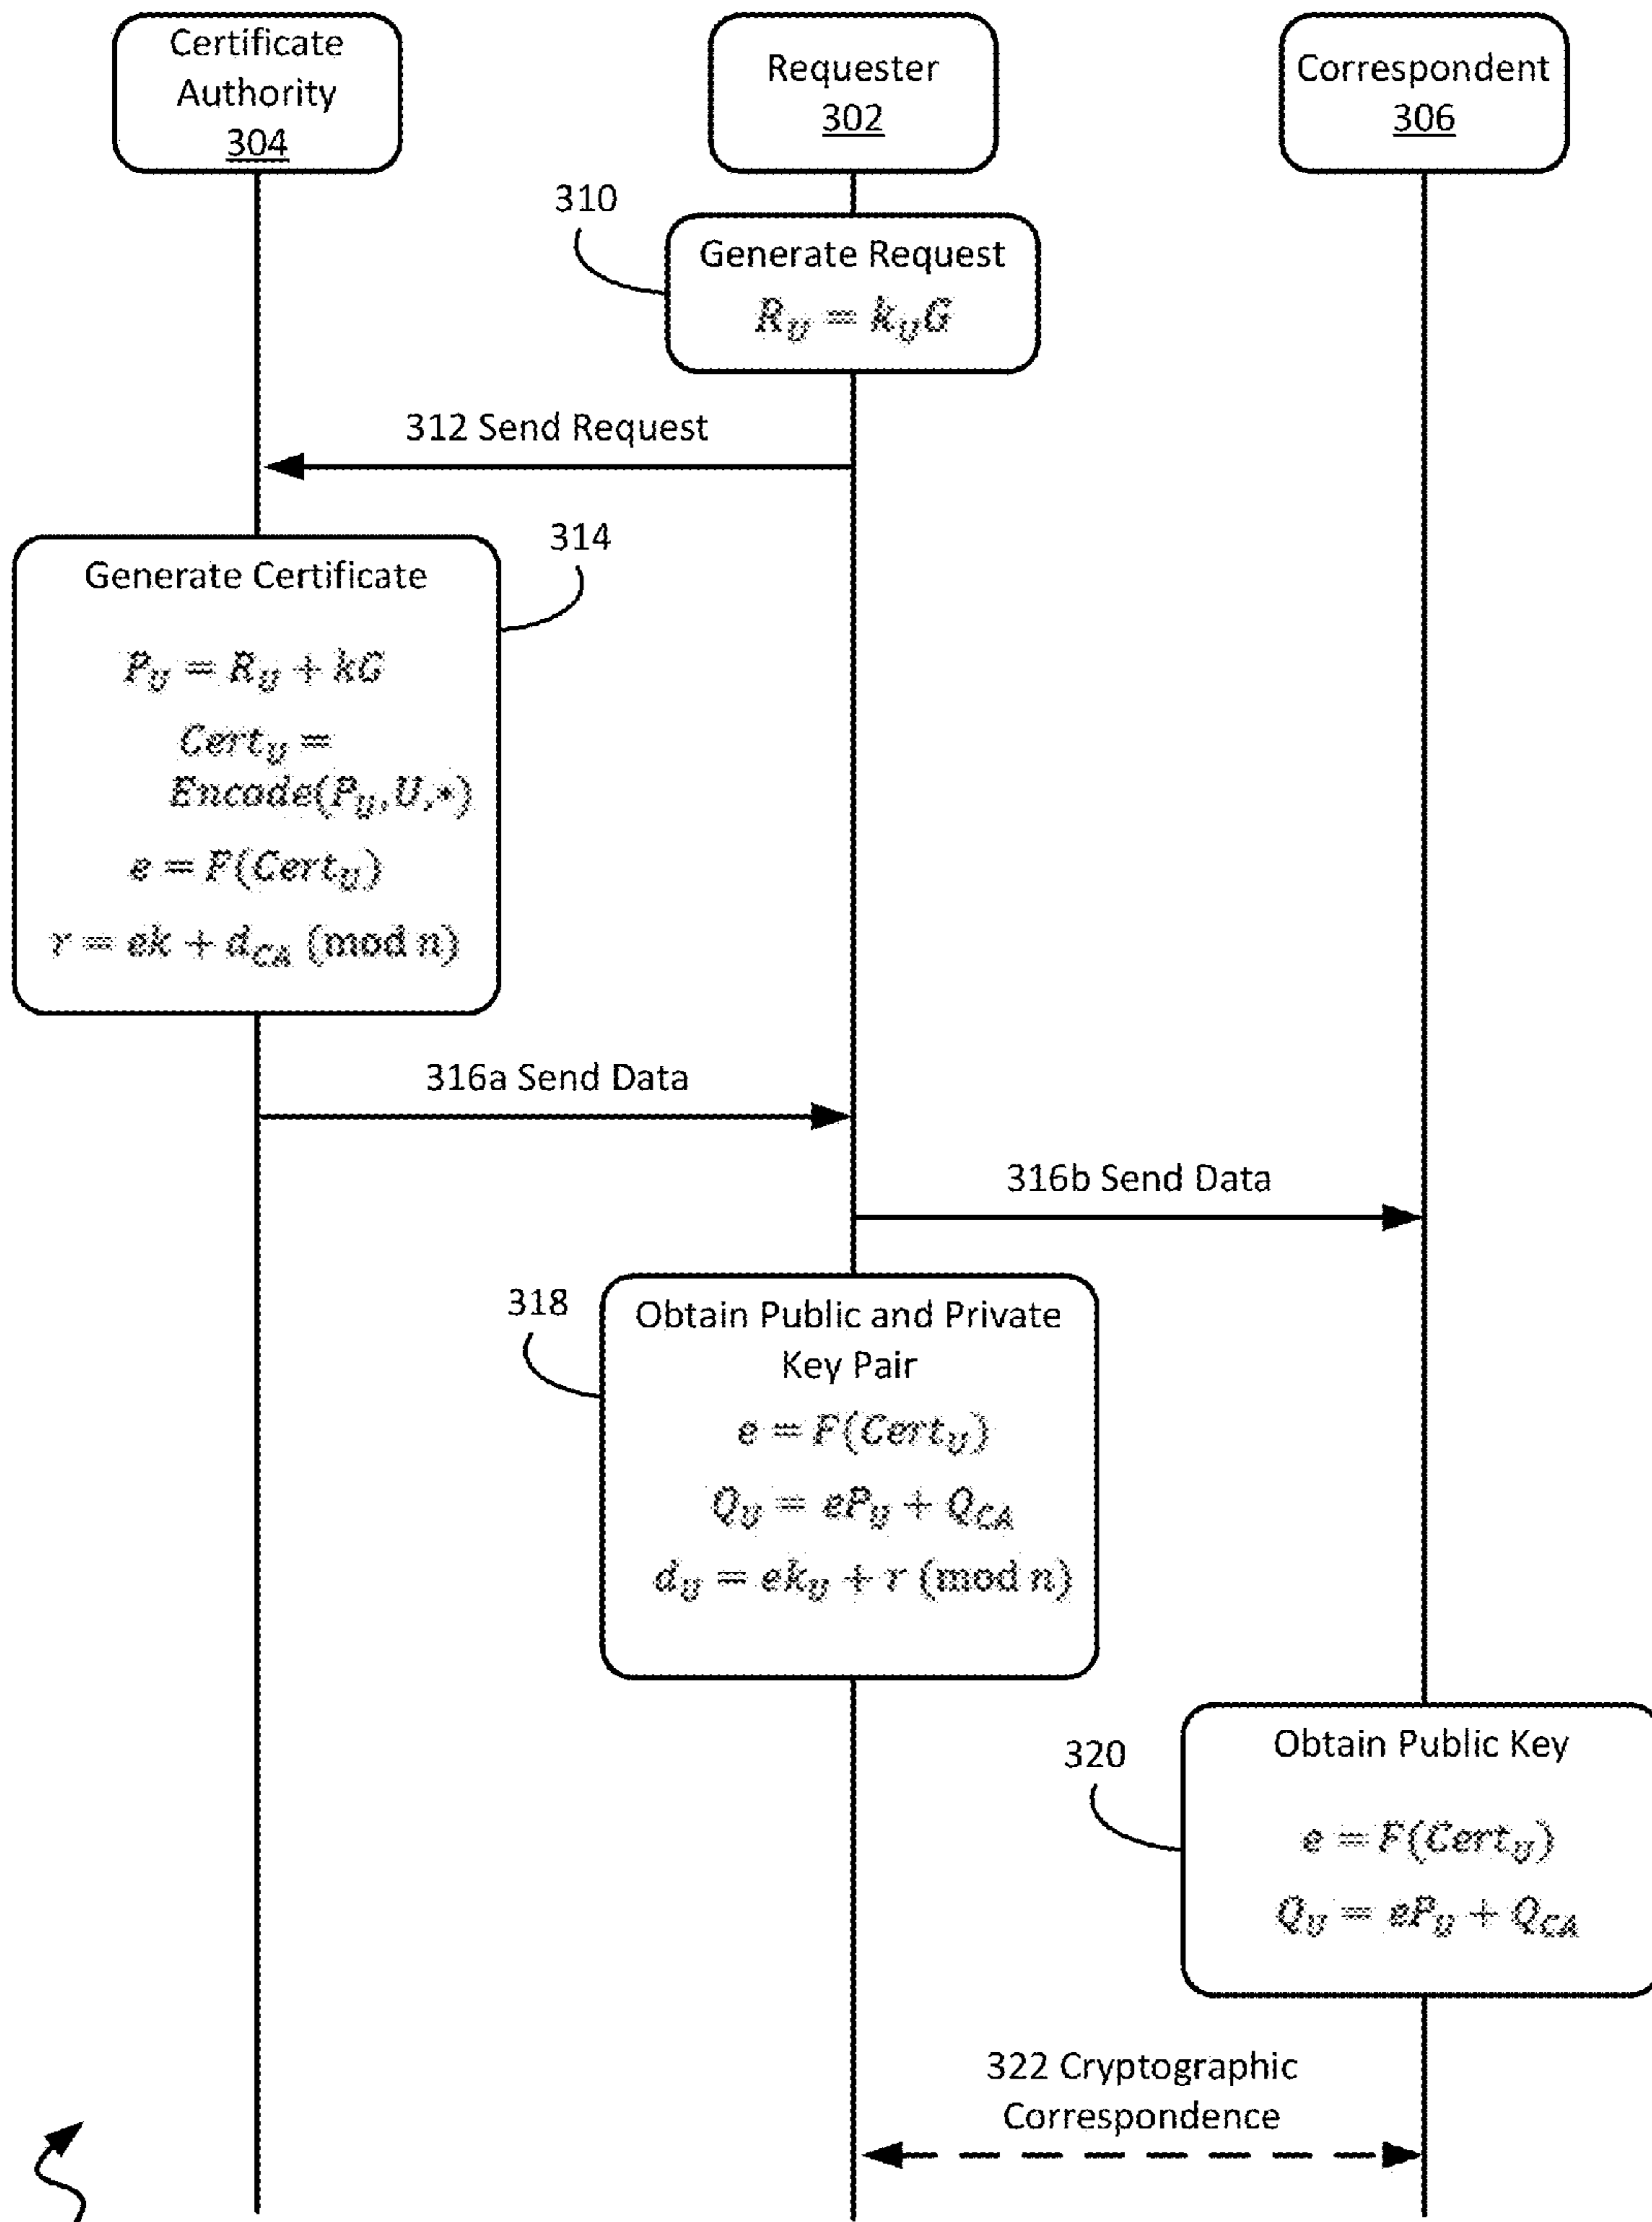 Certificate
Authority
304
Requester
302
Correspondent
306
310
Generate Request
R_U = k_U G
312 Send Request
314
Generate Certificate
P_U = R_U + kG
Cert_U =
Encode(P_U, U,*)
e = F(Cert_U)
r = ek + d_CA (mod n)
316a Send Data
316b Send Data
318
Obtain Public and Private
Key Pair
e = F(Cert_U)
Q_U = eP_U + Q_CA
d_U = ek_U + r (mod n)
320
Obtain Public Key
e = F(Cert_U)
Q_U = eP_U + Q_CA
322 Cryptographic
Correspondence